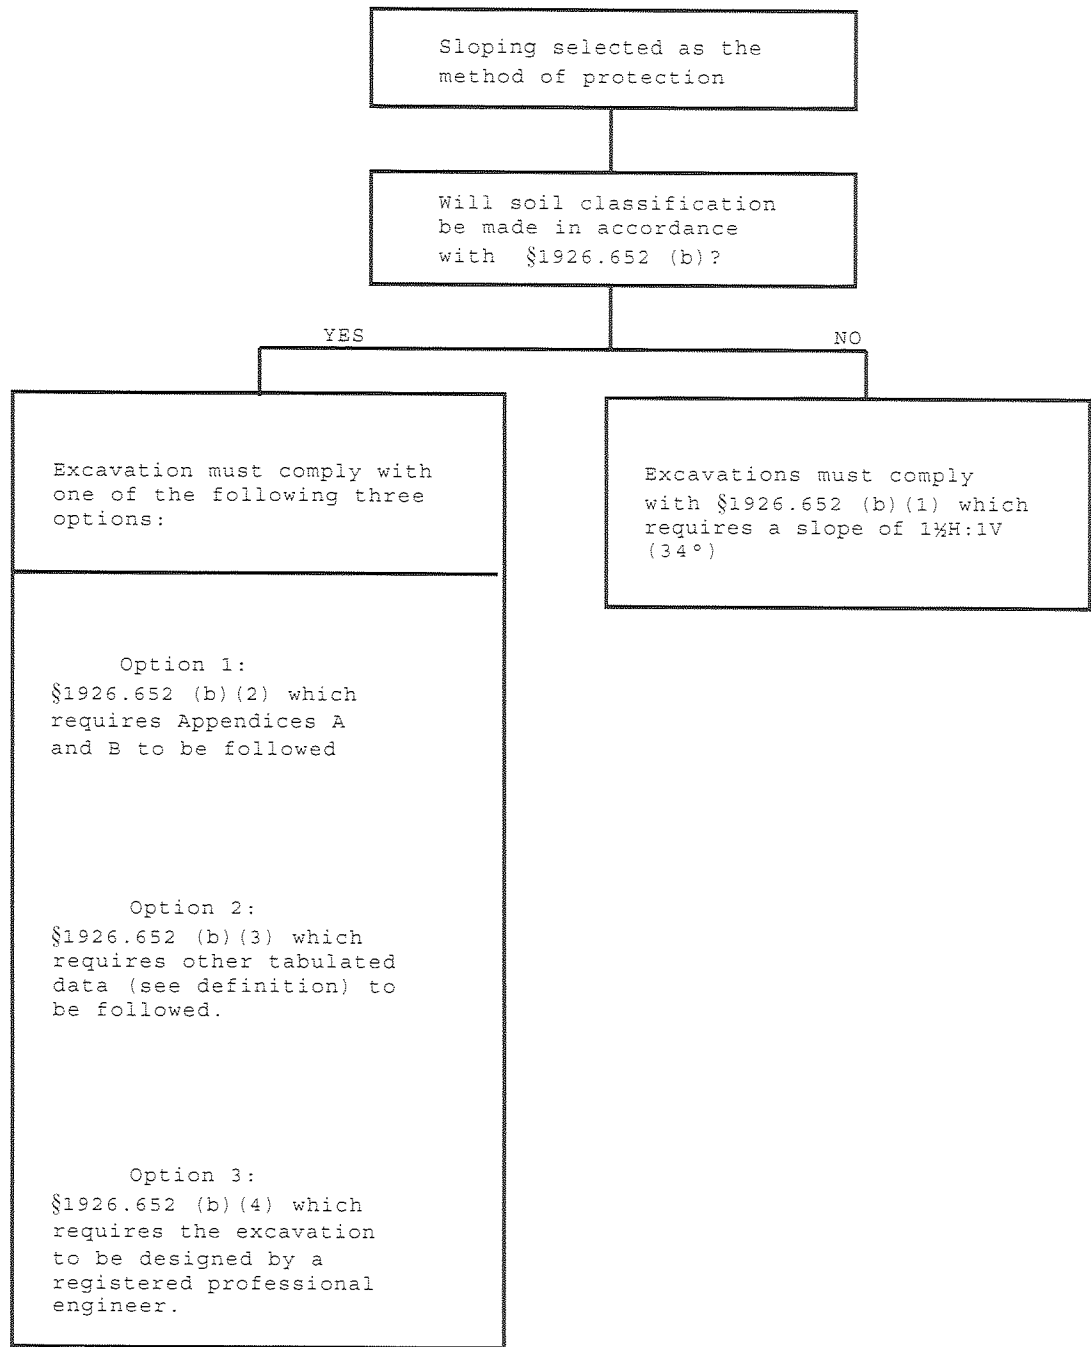 Sloping selected as the
method of protection
Will soil classification
be made in accordance
with §1926.652 (b)?
YES
NO
Excavation must comply with
one of the following three
options:
Excavations must comply
with §1926.652 (b)(1) which
requires a slope of 1½H:1V
(34°)
Option 1:
§1926.652 (b)(2) which
requires Appendices A
and B to be followed
Option 2:
§1926.652 (b)(3) which
requires other tabulated
data (see definition) to
be followed.
Option 3:
§1926.652 (b)(4) which
requires the excavation
to be designed by a
registered professional
engineer.